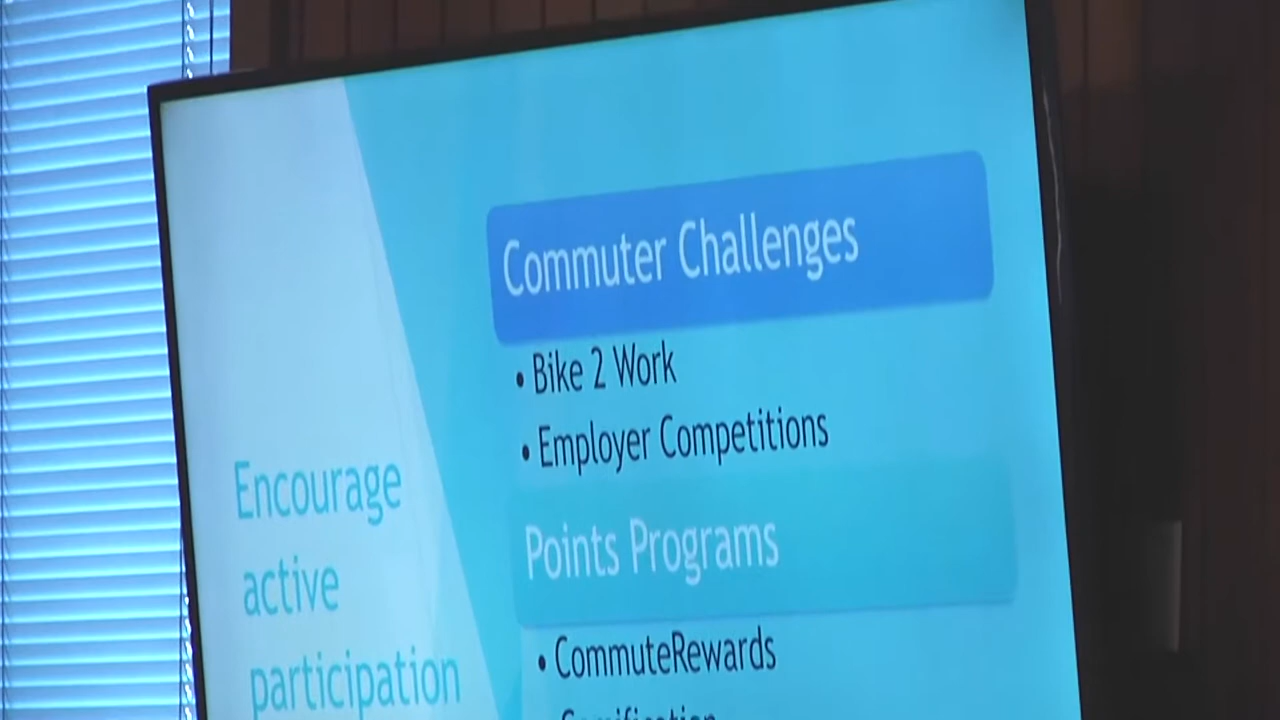 Encourage
active
participation
Commuter Challenges
• Bike 2 Work
• Employer Competitions
Points Programs
• CommuteRewards